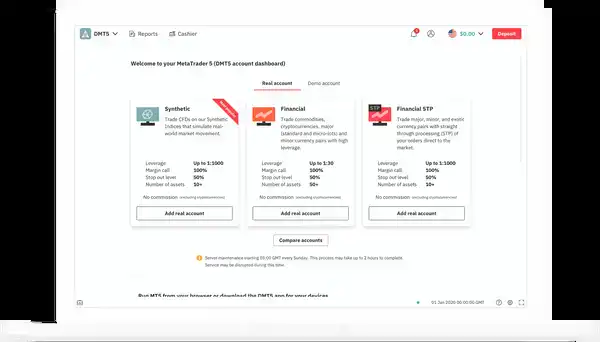 DMT5
Reports
Cashier
$0.00
Deposit
Welcome to your MetaTrader 5 (DMT5 account dashboard)
Real account
Demo account
Synthetic
Trade CFDs on our Synthetic
Indices that simulate real-
world market movement.
Leverage Up to 1:1000
Margin call 100%
Stop out level 50%
Number of assets 10+
No commission (excluding cryptocurrencies)
Add real account
Financial
Trade commodities,
cryptocurrencies, major
(standard and micro-lots) and
minor currency pairs with high
leverage.
Leverage Up to 1:30
Margin call 100%
Stop out level 50%
Number of assets 50+
No commission (excluding cryptocurrencies)
Add real account
STP
Financial STP
Trade major, minor, and exotic
currency pairs with straight
through processing (STP) of
your orders direct to the
market.
Leverage Up to 1:1000
Margin call 100%
Stop out level 50%
Number of assets 50+
No commission (excluding cryptocurrencies)
Add real account
Compare accounts
Server maintenance starting 03:00 GMT every Sunday. This process may take up to 2 hours to complete.
Service may be disrupted during this time.
Run MT5 from your browser or download the DMT5 app for your devices
01 Jan 2020 00:00:00 GMT